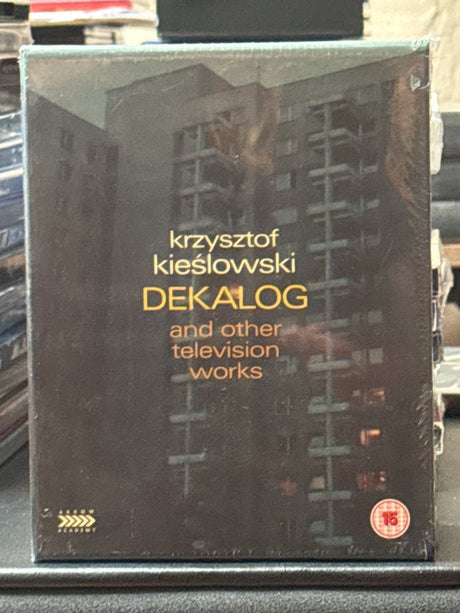 krzysztof
kieślowski
DEKALOG
and other
television
works
ARROW
ACADEMY
15